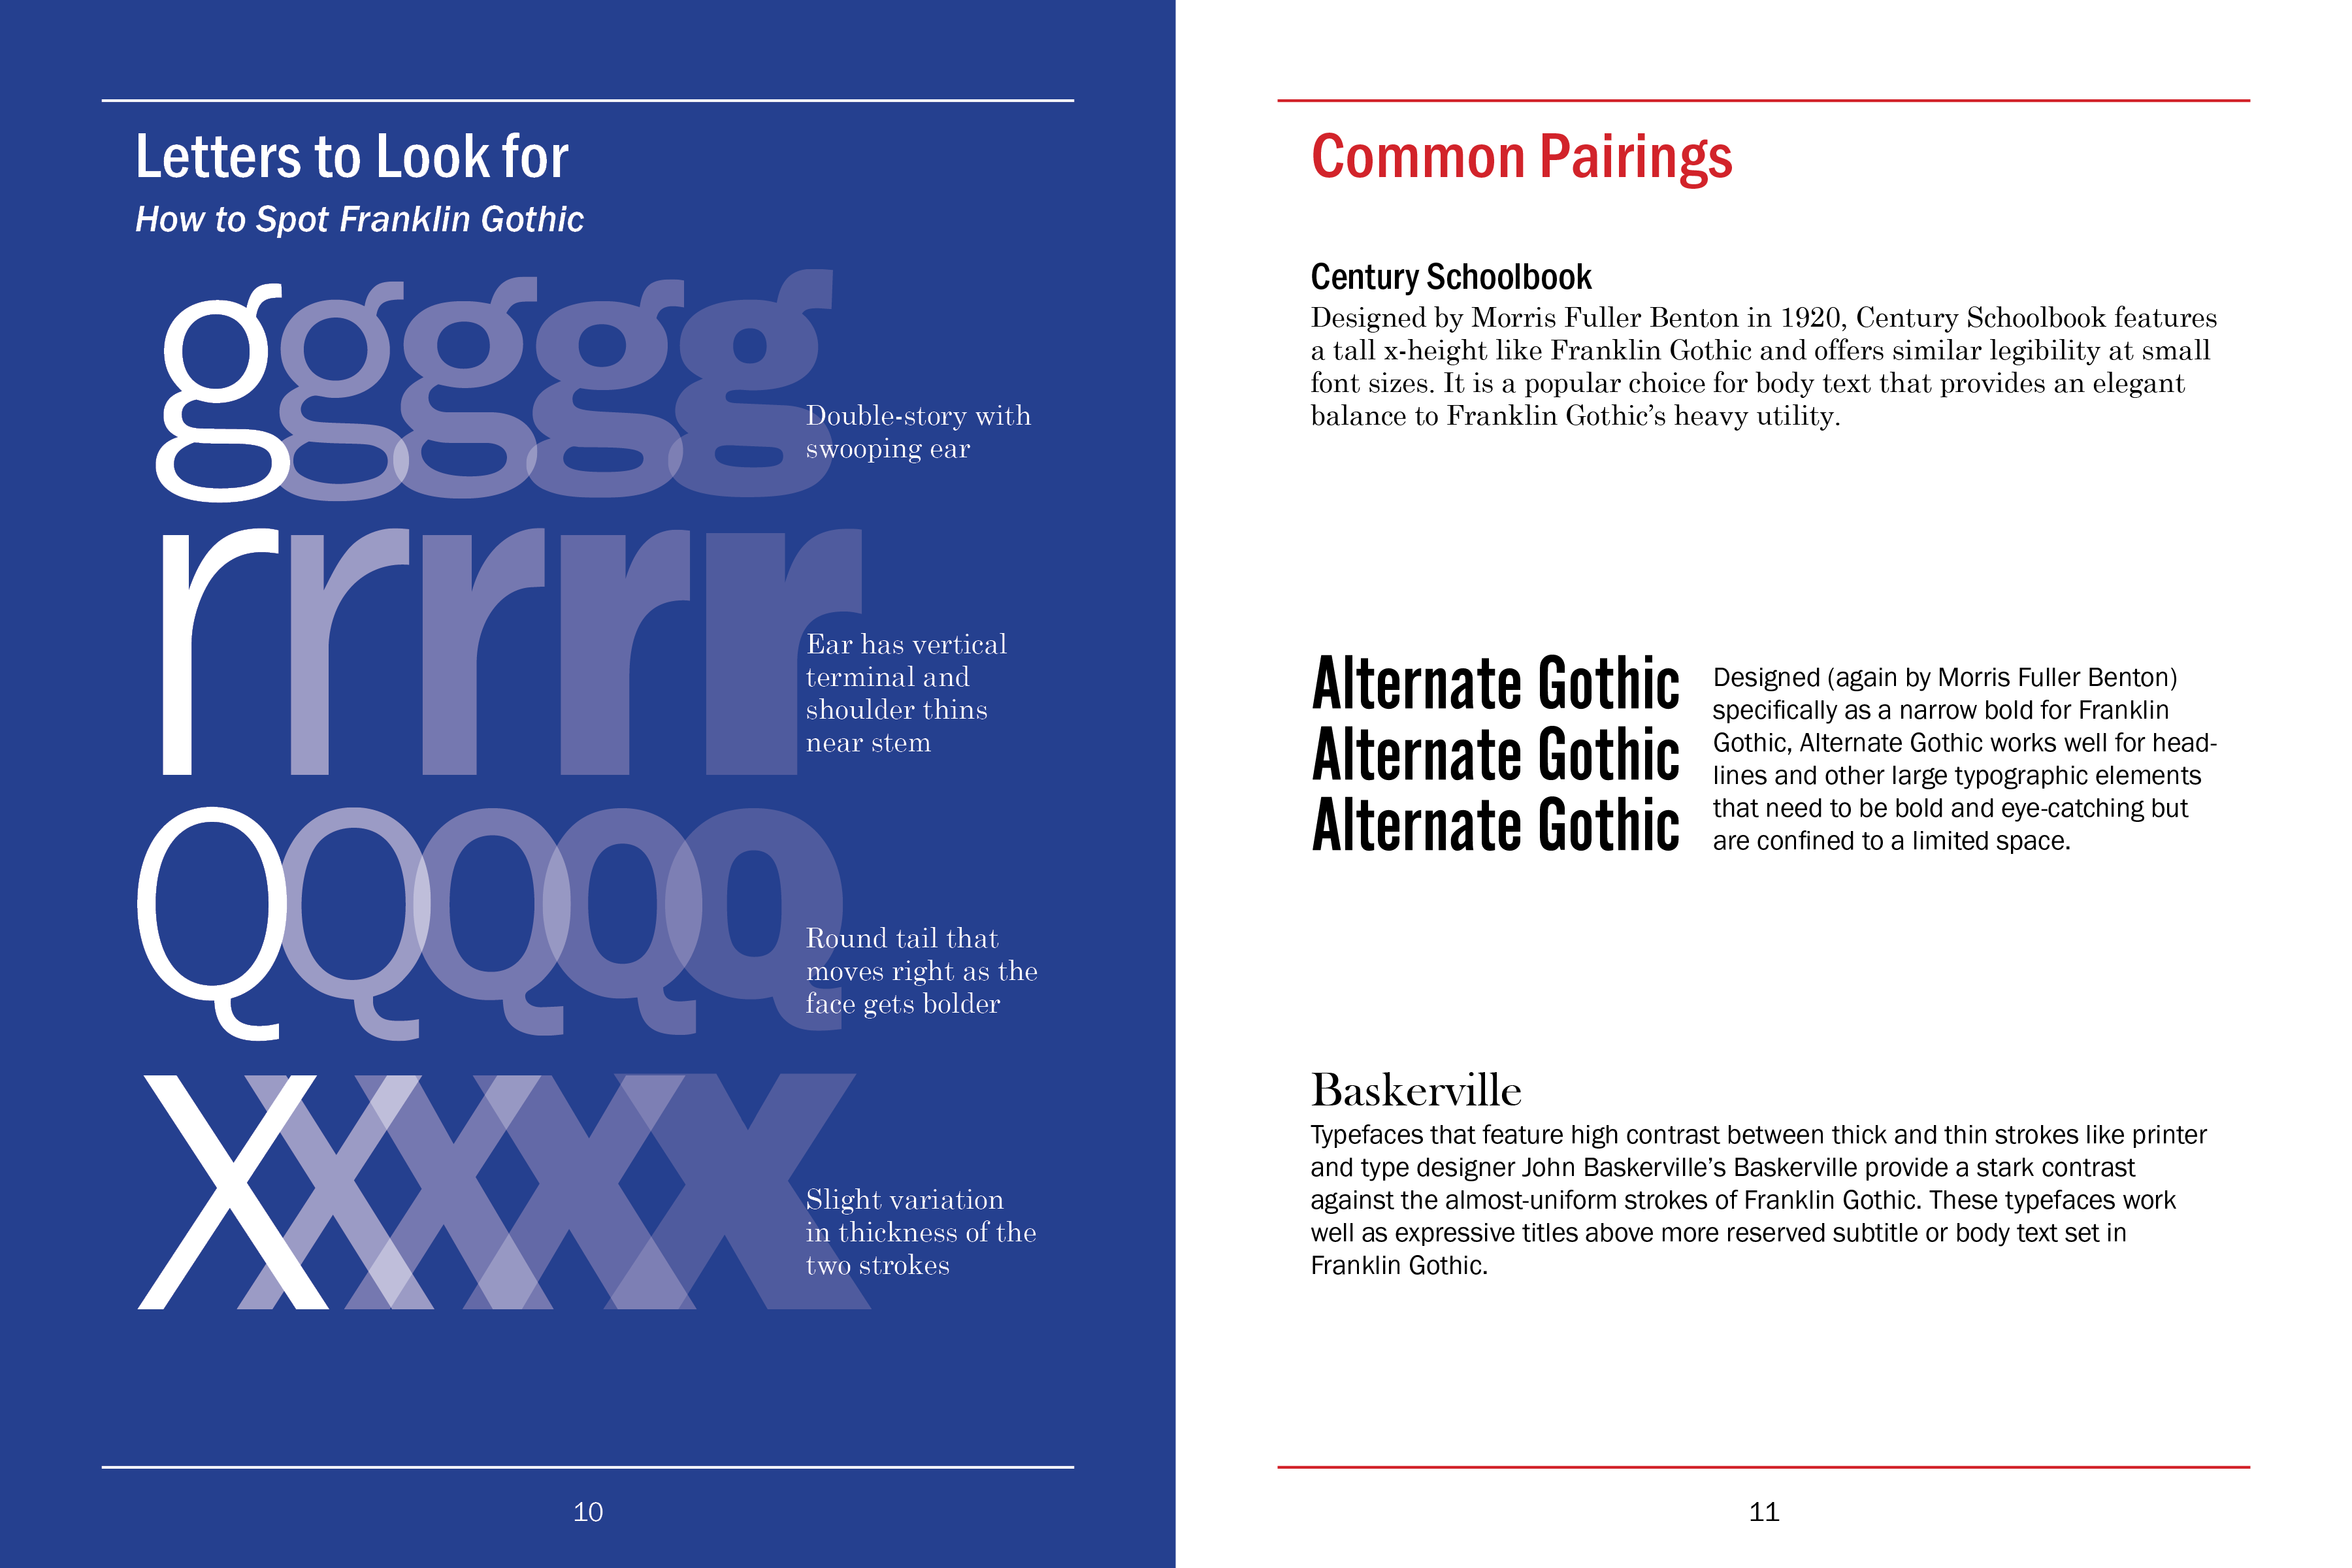 Letters to Look for
How to Spot Franklin Gothic
ggggg
Double-story with
swooping ear
rrrrr
Ear has vertical
terminal and
shoulder thins
near stem
QQQQQ
Round tail that
moves right as the
face gets bolder
xxxxx
Slight variation
in thickness of the
two strokes
10
Common Pairings
Century Schoolbook
Designed by Morris Fuller Benton in 1920, Century Schoolbook features
a tall x-height like Franklin Gothic and offers similar legibility at small
font sizes. It is a popular choice for body text that provides an elegant
balance to Franklin Gothic’s heavy utility.
Alternate Gothic
Alternate Gothic
Alternate Gothic
Designed (again by Morris Fuller Benton)
specifically as a narrow bold for Franklin
Gothic, Alternate Gothic works well for head-
lines and other large typographic elements
that need to be bold and eye-catching but
are confined to a limited space.
Baskerville
Typefaces that feature high contrast between thick and thin strokes like printer
and type designer John Baskerville’s Baskerville provide a stark contrast
against the almost-uniform strokes of Franklin Gothic. These typefaces work
well as expressive titles above more reserved subtitle or body text set in
Franklin Gothic.
11